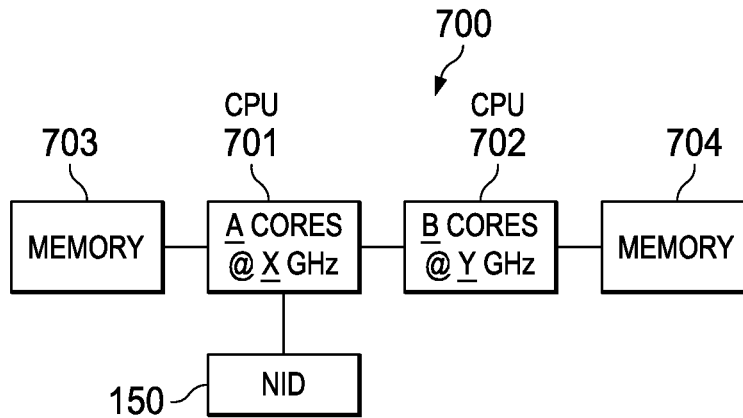 700
CPU
701
CPU
702
703
704
MEMORY
A CORES
@ X GHz
B CORES
@ Y GHz
MEMORY
150
NID